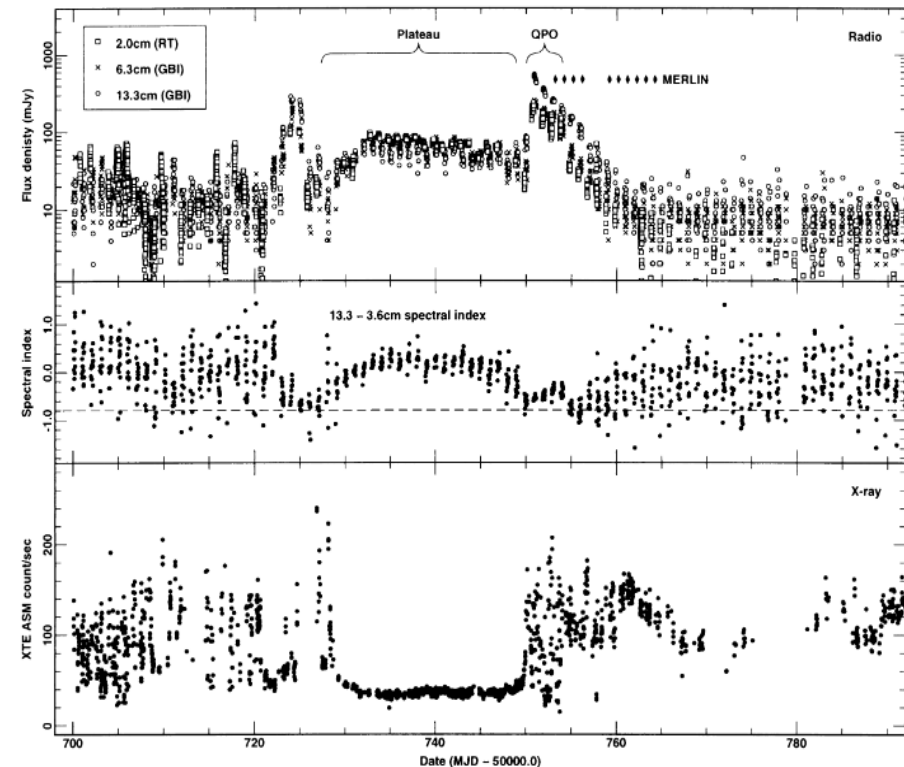 Plateau QPO Radio
□ 2.0cm (RT)
× 6.3cm (GBI)
○ 13.3cm (GBI)
MERLIN
Flux denisty (mJy)
1000
100
10
13.3 – 3.6cm spectral index
Spectral index
1.0
0.0
-1.0
X-ray
XTE ASM count/sec
200
100
0
700 720 740 760 780
Date (MJD – 50000.0)